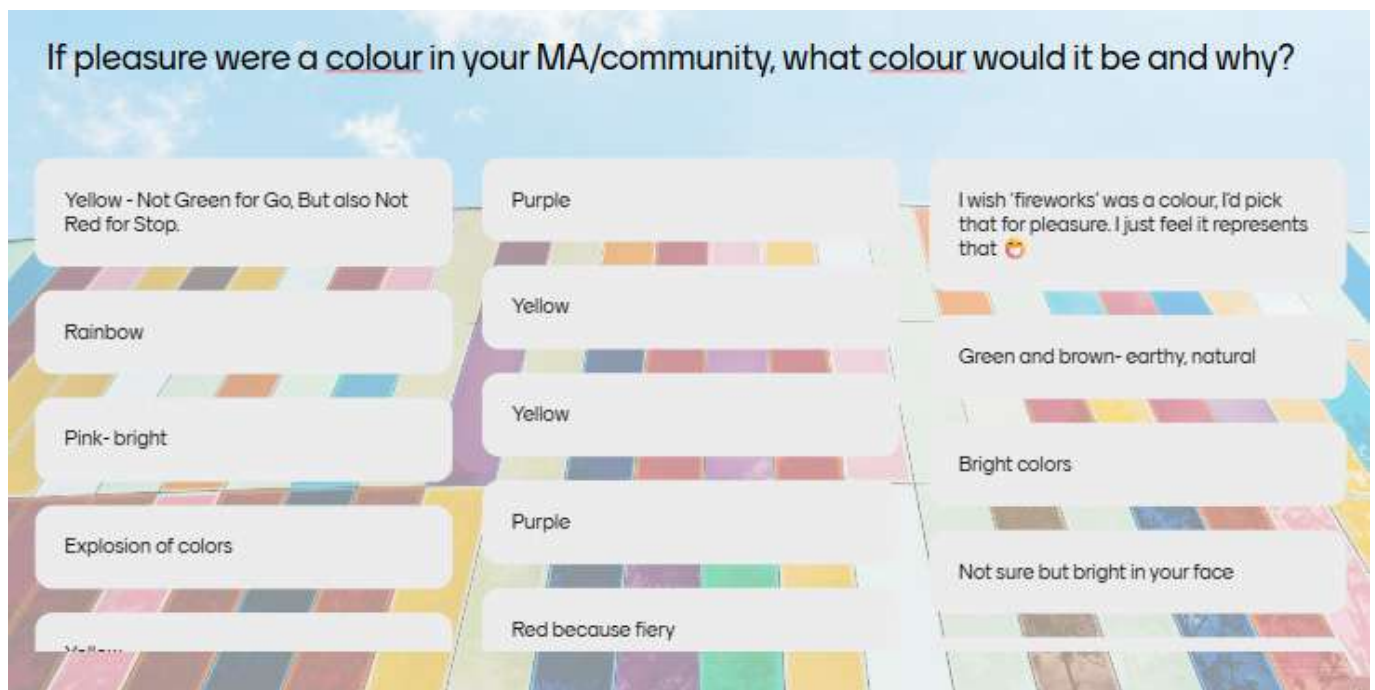 If pleasure were a colour in your MA/community, what colour would it be and why?
Yellow - Not Green for Go, But also Not
Red for Stop.
Rainbow
Pink- bright
Explosion of colors
Purple
Yellow
Yellow
Purple
Red because fiery
I wish 'fireworks' was a colour, I'd pick
that for pleasure. I just feel it represents
that
Green and brown- earthy, natural
Bright colors
Not sure but bright in your face